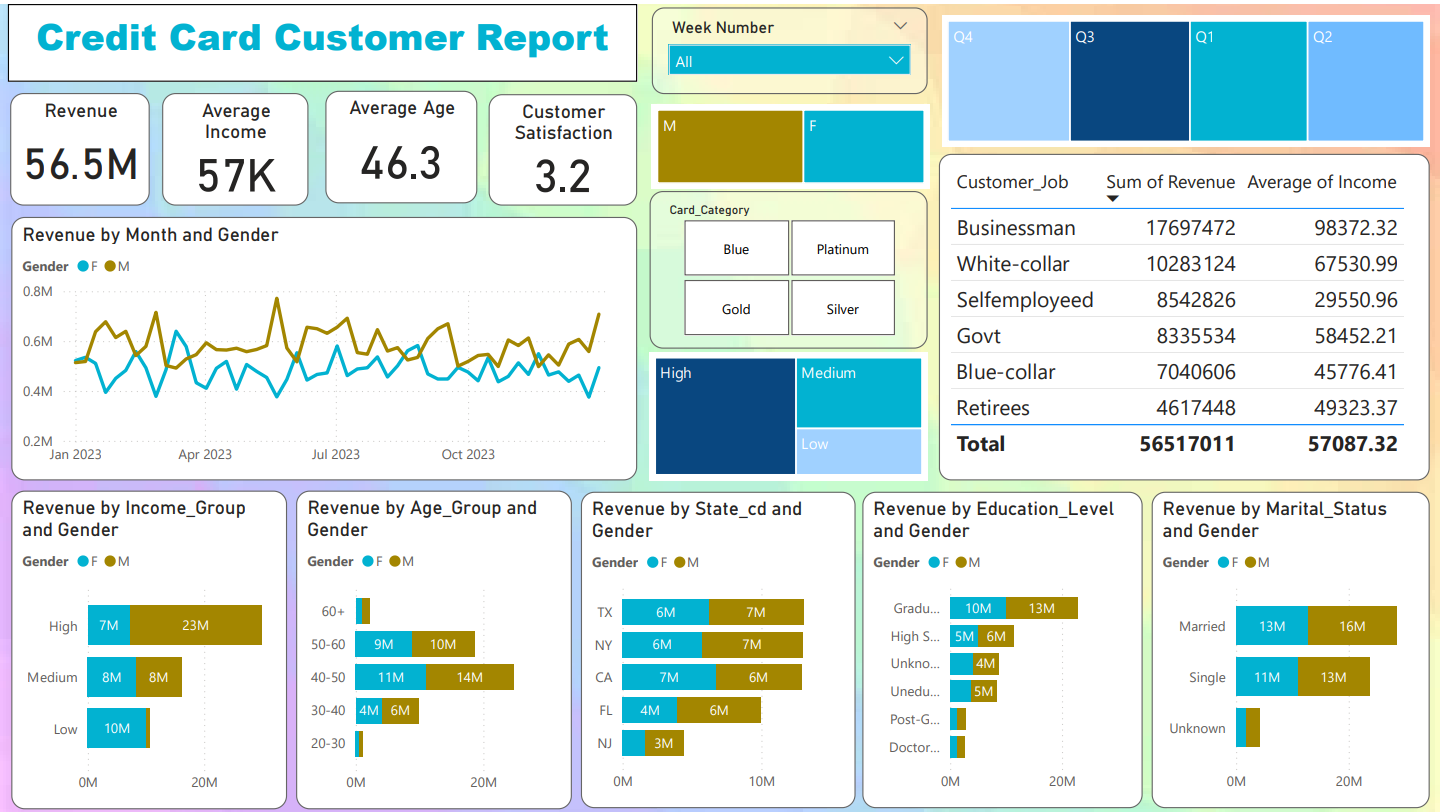 Credit Card Customer Report
Revenue
56.5M
Average
Income
57K
Average Age
46.3
Customer
Satisfaction
3.2
Week Number
All
M
F
Card_Category
Blue
Platinum
Gold
Silver
High
Medium
Low
Q4
Q3
Q1
Q2
Customer_Job Sum of Revenue Average of Income
Businessman 17697472 98372.32
White-collar 10283124 67530.99
Selfemployeed 8542826 29550.96
Govt 8335534 58452.21
Blue-collar 7040606 45776.41
Retirees 4617448 49323.37
Total 56517011 57087.32
Revenue by Month and Gender
Gender F M
0.8M
0.6M
0.4M
0.2M
Jan 2023 Apr 2023 Jul 2023 Oct 2023
Revenue by Income_Group
and Gender
Gender F M
High 7M 23M
Medium 8M 8M
Low 10M
0M 20M
Revenue by Age_Group and
Gender
Gender F M
60+
50-60 9M 10M
40-50 11M 14M
30-40 4M 6M
20-30
0M 20M
Revenue by State_cd and
Gender
Gender F M
TX 6M 7M
NY 6M 7M
CA 7M 6M
FL 4M 6M
NJ 3M
0M 10M
Revenue by Education_Level
and Gender
Gender F M
Gradu... 10M 13M
High S... 5M 6M
Unkno... 4M
Unedu... 5M
Post-G...
Doctor...
0M 20M
Revenue by Marital_Status
and Gender
Gender F M
Married 13M 16M
Single 11M 13M
Unknown
0M 20M